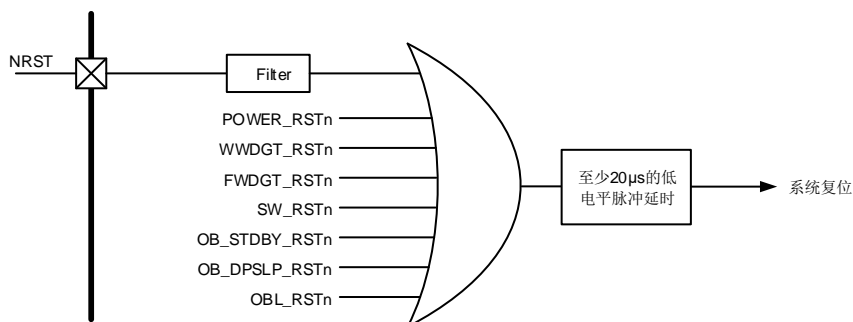 NRST
Filter
POWER_RSTn
WWDGT_RSTn
FWDGT_RSTn
SW_RSTn
OB_STDBY_RSTn
OB_DPSLP_RSTn
OBL_RSTn
至少20µs的低
电平脉冲延时
系统复位